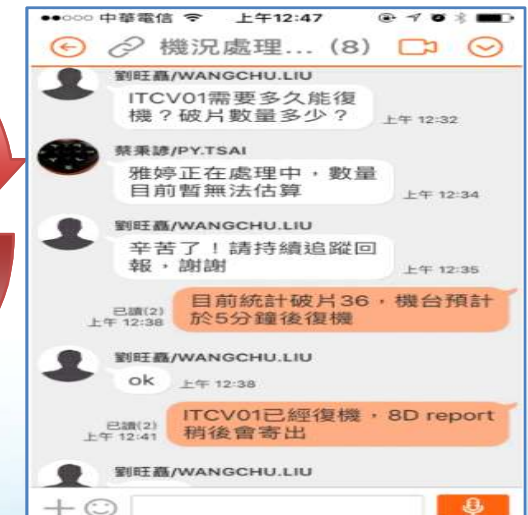 中華電信 上午12:47
機況處理... (8)
劉旺矗/WANGCHU.LIU
ITCV01需要多久能復
機？破片數量多少？ 上午 12:32
蔡秉諺/PY.TSAI
雅婷正在處理中，數量
目前暫無法估算 上午 12:34
劉旺矗/WANGCHU.LIU
辛苦了！請持續追蹤回
報，謝謝 上午 12:35
目前統計破片36，機台預計
於5分鐘後復機
已讀(2)
上午 12:38
劉旺矗/WANGCHU.LIU
ok 上午 12:38
ITCV01已經復機，8D report
稍後會寄出
已讀(2)
上午 12:41
劉旺矗/WANGCHU.LIU